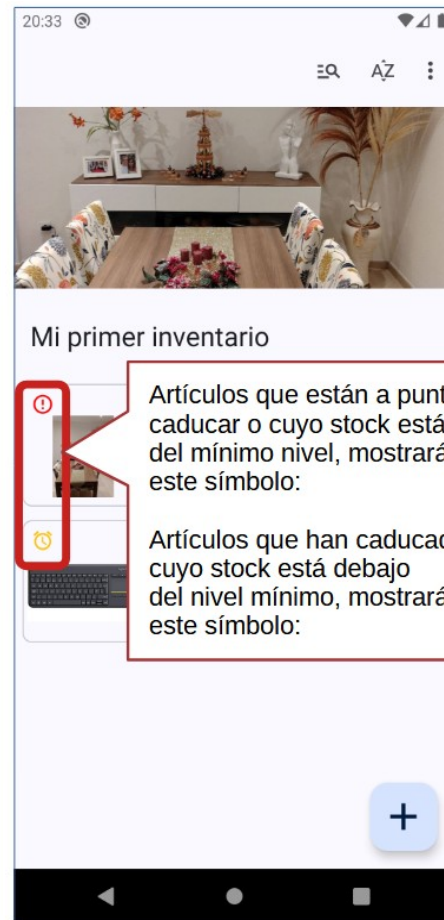 20:33
AZ
Mi primer inventario
Artículos que están a punt
caducar o cuyo stock está
del mínimo nivel, mostrará
este símbolo:
Artículos que han caducad
cuyo stock está debajo
del nivel mínimo, mostrará
este símbolo: